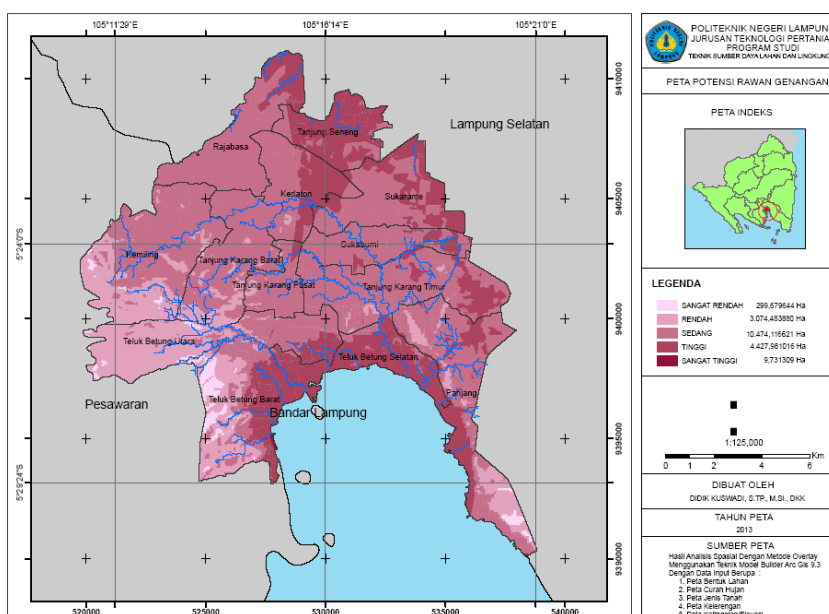 105°11'29"E
105°16'14"E
105°21'0"E
9410000
9405000
9400000
9395000
9390000
5°24'0"S
5°29'24"S
520000
525000
530000
535000
540000
Lampung Selatan
Tanjung Seneng
Rajabasa
Kedaton
Sukarame
Sukabumi
Kemiling
Tanjung Karang Barat
Tanjung Karang Pusat
Tanjung Karang Timur
Teluk Betung Utara
Teluk Betung Selatan
Teluk Betung Barat
Panjang
Pesawaran
Bandar Lampung
POLITEKNIK NEGERI LAMPUN
JURUSAN TEKNOLOGI PERTANIA
PROGRAM STUDI
TEKNIK SUMBER DAYA LAHAN DAN LINGKUN
PETA POTENSI RAWAN GENANGAN
PETA INDEKS
LEGENDA
SANGAT RENDAH 299,679644 Ha
RENDAH 3.074,483880 Ha
SEDANG 10.474,116621 Ha
TINGGI 4.427,981016 Ha
SANGAT TINGGI 9,731309 Ha
1:125,000
0 1 2 4 6 Km
DIBUAT OLEH
DIDIK KUSWADI, S.TP., M.SI., DKK
TAHUN PETA
2013
SUMBER PETA
Hasil Analisis Spasial Dengan Metode Overlay
Menggunakan Teknik Model Builder Arc Gis 9.3
Dengan Data Input Berupa :
1. Peta Bentuk Lahan
2. Peta Curah Hujan
3. Peta Jenis Tanah
4. Peta Kelerengan